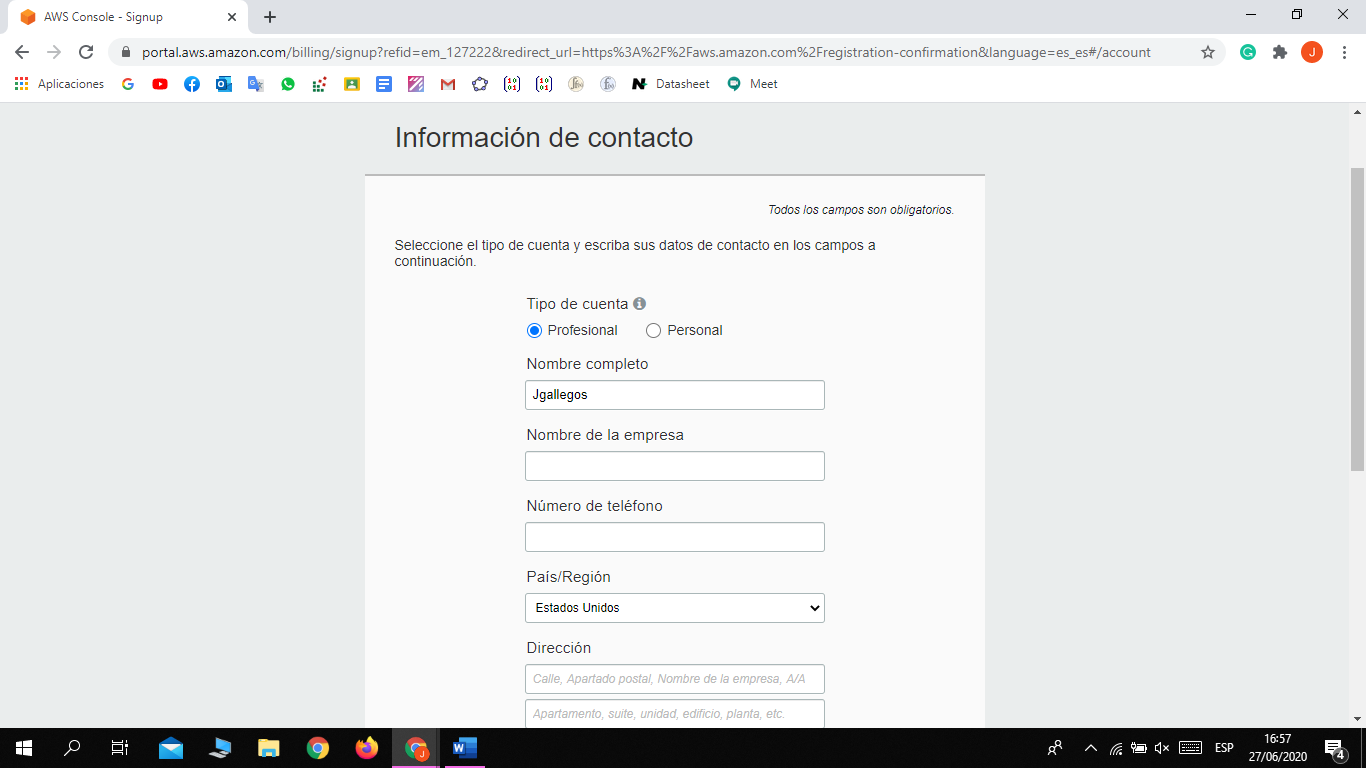 AWS Console - Signup
portal.aws.amazon.com/billing/signup?refid=em_127222&redirect_url=https%3A%2F%2Faws.amazon.com%2Fregistration-confirmation&language=es_es#/account
J
Aplicaciones
Datasheet
Meet
Información de contacto
Todos los campos son obligatorios.
Seleccione el tipo de cuenta y escriba sus datos de contacto en los campos a
continuación.
Tipo de cuenta
Profesional
Personal
Nombre completo
Jgallegos
Nombre de la empresa
Número de teléfono
País/Región
Estados Unidos
Dirección
Calle, Apartado postal, Nombre de la empresa, A/A
Apartamento, suite, unidad, edificio, planta, etc.
ESP
16:57
27/06/2020
4